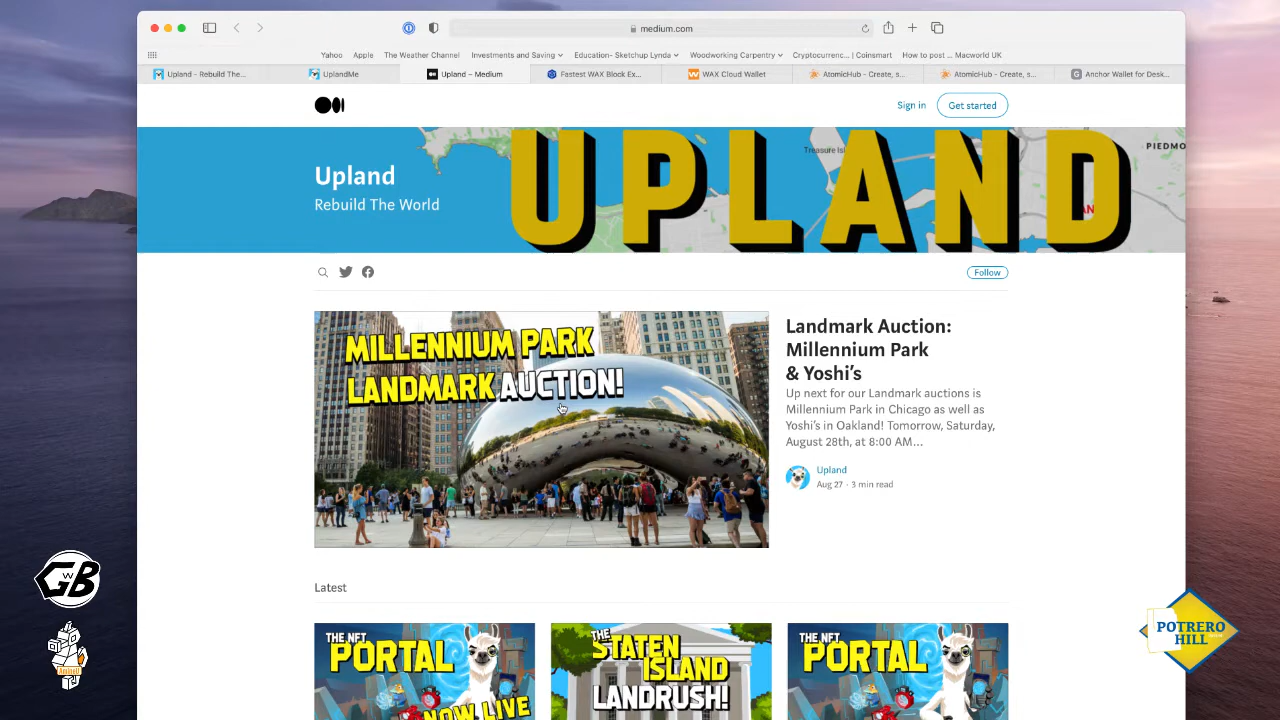 medium.com
Yahoo Apple The Weather Channel Investments and Saving Education- Sketchup Lynda Woodworking Carpentry Cryptocurrenc... | Coinsmart How to post ... Macworld UK
Upland - Rebuild The... UplandMe Upland – Medium Fastest WAX Block Ex... WAX Cloud Wallet AtomicHub - Create, s... AtomicHub - Create, s... Anchor Wallet for Desk...
Sign in Get started
Treasure Isl
PIEDMO
UPLAND
Upland
Rebuild The World
Follow
MILLENNIUM PARK
LANDMARK AUCTION!
Landmark Auction:
Millennium Park
& Yoshi's
Up next for our Landmark auctions is
Millennium Park in Chicago as well as
Yoshi's in Oakland! Tomorrow, Saturday,
August 28th, at 8:00 AM...
Upland
Aug 27 · 3 min read
Latest
THE NFT
PORTAL
NOW LIVE
THE
STATEN
ISLAND
LANDRUSH!
THE NFT
PORTAL
GWB
POTRERO
HILL